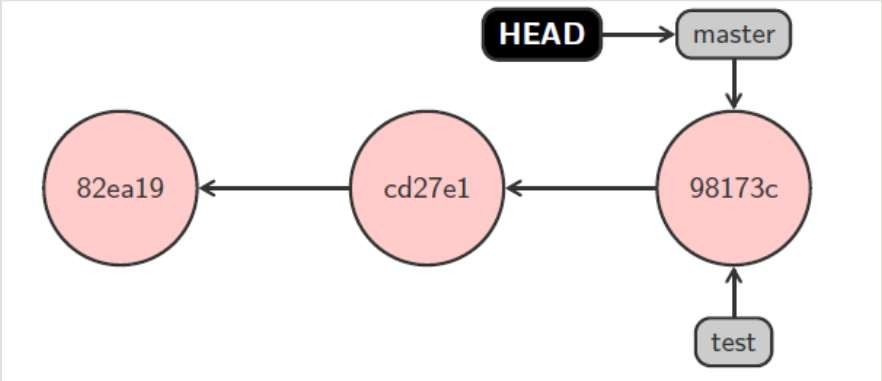 HEAD
master
82ea19
cd27e1
98173c
test